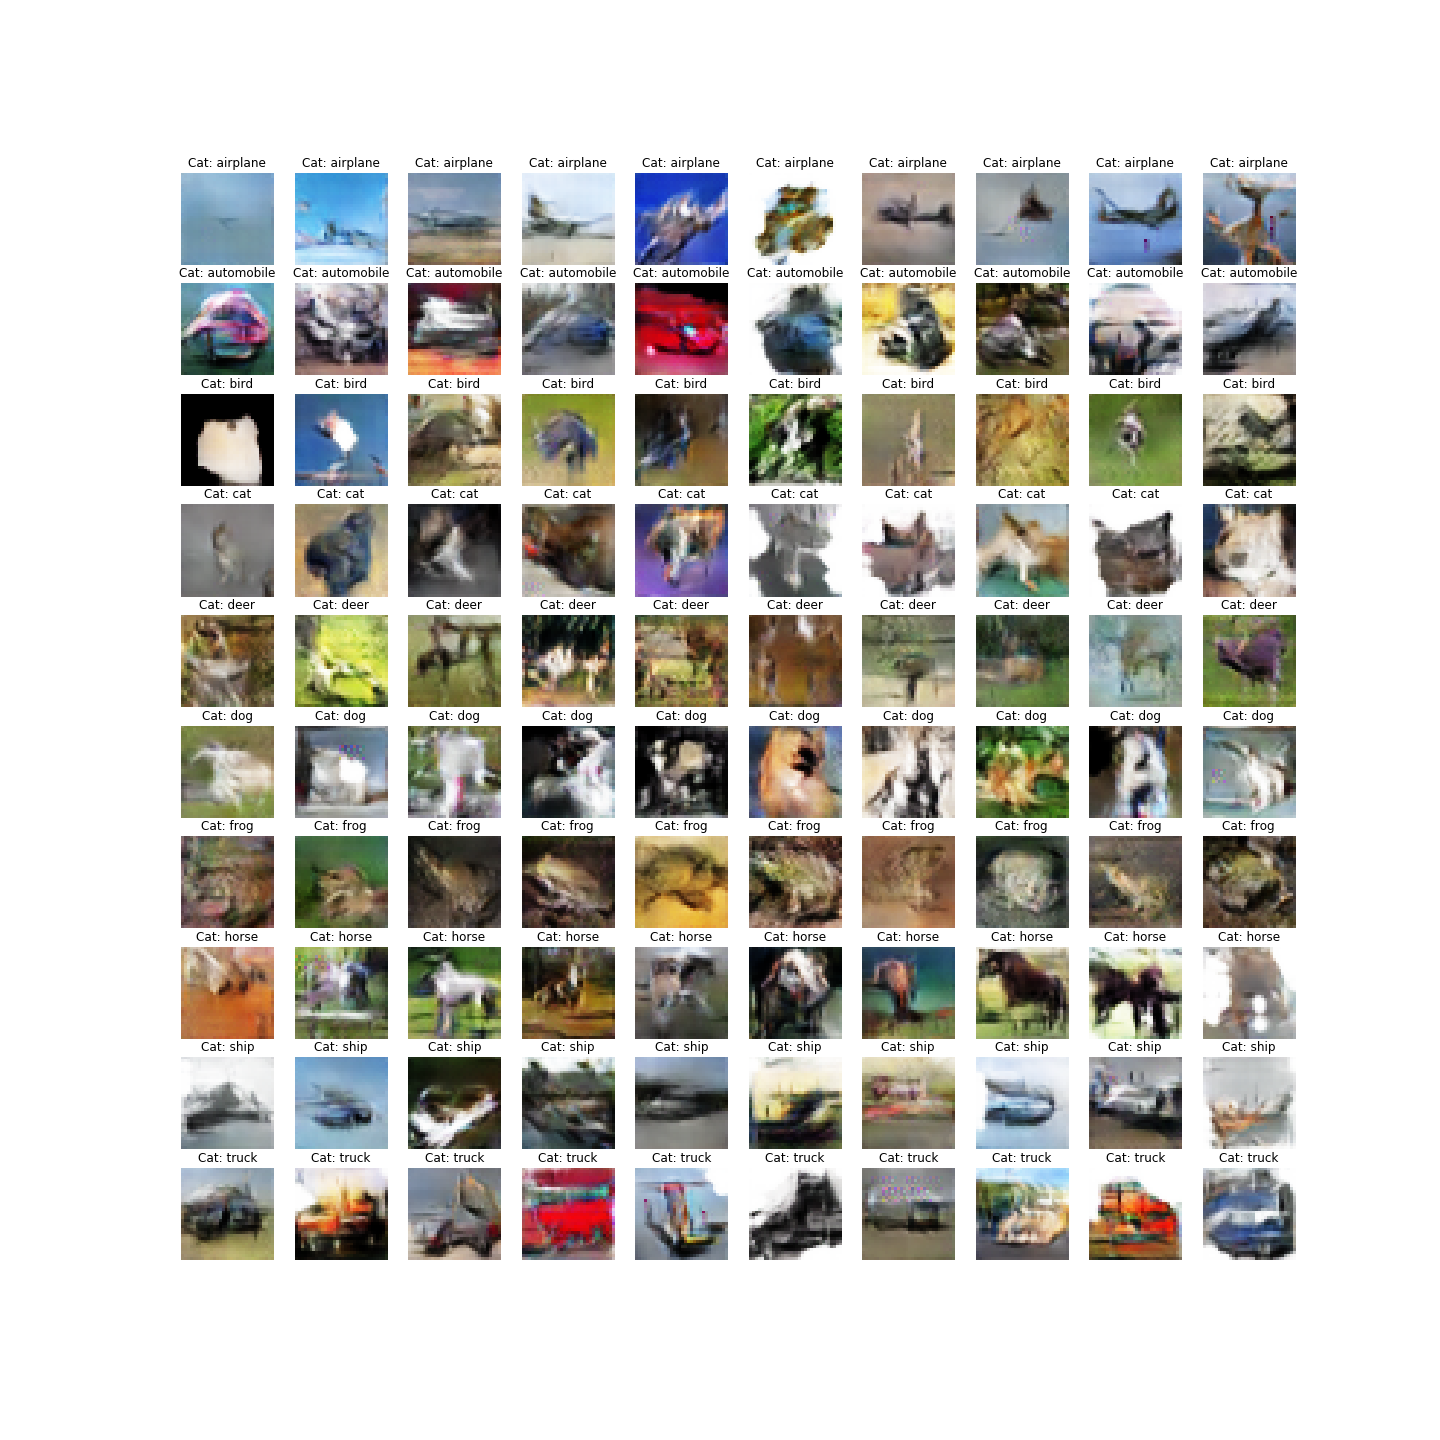 Cat: airplane Cat: airplane Cat: airplane Cat: airplane Cat: airplane Cat: airplane Cat: airplane Cat: airplane Cat: airplane Cat: airplane
Cat: automobile Cat: automobile Cat: automobile Cat: automobile Cat: automobile Cat: automobile Cat: automobile Cat: automobile Cat: automobile Cat: automobile
Cat: bird Cat: bird Cat: bird Cat: bird Cat: bird Cat: bird Cat: bird Cat: bird Cat: bird Cat: bird
Cat: cat Cat: cat Cat: cat Cat: cat Cat: cat Cat: cat Cat: cat Cat: cat Cat: cat Cat: cat
Cat: deer Cat: deer Cat: deer Cat: deer Cat: deer Cat: deer Cat: deer Cat: deer Cat: deer Cat: deer
Cat: dog Cat: dog Cat: dog Cat: dog Cat: dog Cat: dog Cat: dog Cat: dog Cat: dog Cat: dog
Cat: frog Cat: frog Cat: frog Cat: frog Cat: frog Cat: frog Cat: frog Cat: frog Cat: frog Cat: frog
Cat: horse Cat: horse Cat: horse Cat: horse Cat: horse Cat: horse Cat: horse Cat: horse Cat: horse Cat: horse
Cat: ship Cat: ship Cat: ship Cat: ship Cat: ship Cat: ship Cat: ship Cat: ship Cat: ship Cat: ship
Cat: truck Cat: truck Cat: truck Cat: truck Cat: truck Cat: truck Cat: truck Cat: truck Cat: truck Cat: truck